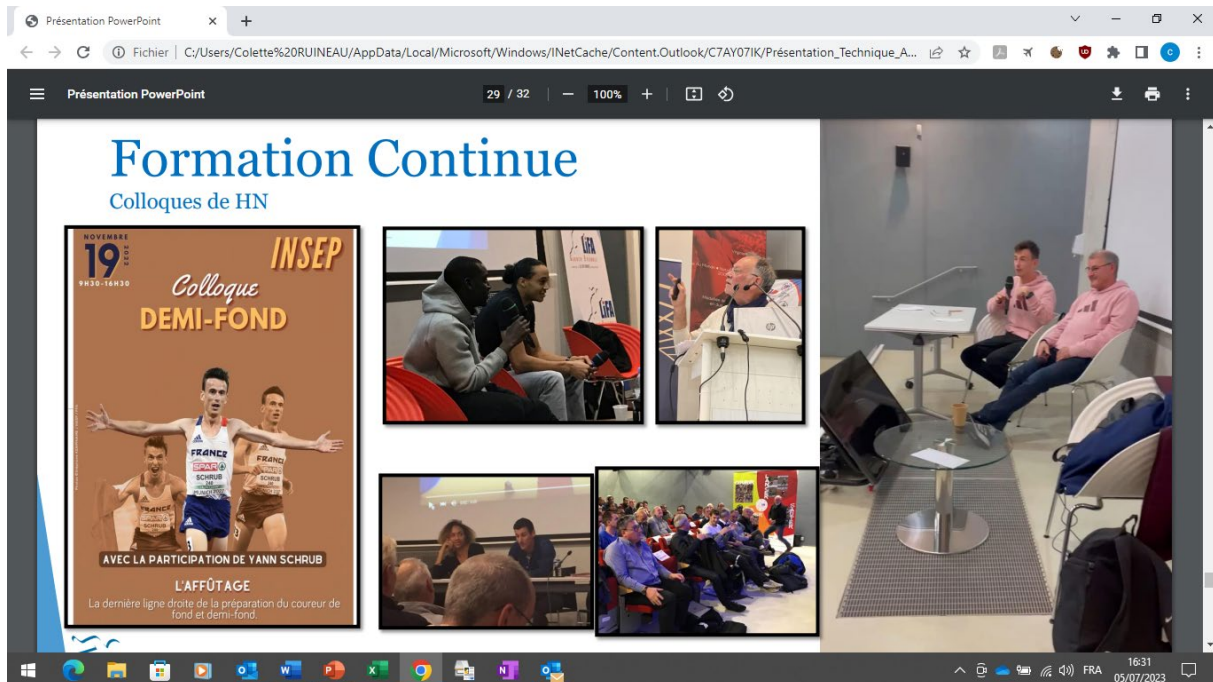 Présentation PowerPoint
Fichier
C:/Users/Colette%20RUINEAU/AppData/Local/Microsoft/Windows/INetCache/Content.Outlook/C7AY07IK/Présentation_Technique_A...
Présentation PowerPoint
29 / 32
100%
Formation Continue
Colloques de HN
NOVEMBRE
19
9H30-16H30
INSEP
Colloque
DEMI-FOND
FRANCE
SPAR
SCHRUB
AVEC LA PARTICIPATION DE YANN SCHRUB
L'AFFÛTAGE
La dernière ligne droite de la préparation du coureur de
fond et demi-fond.
LIFA
LIFA
hp
FRA
16:31
05/07/2023